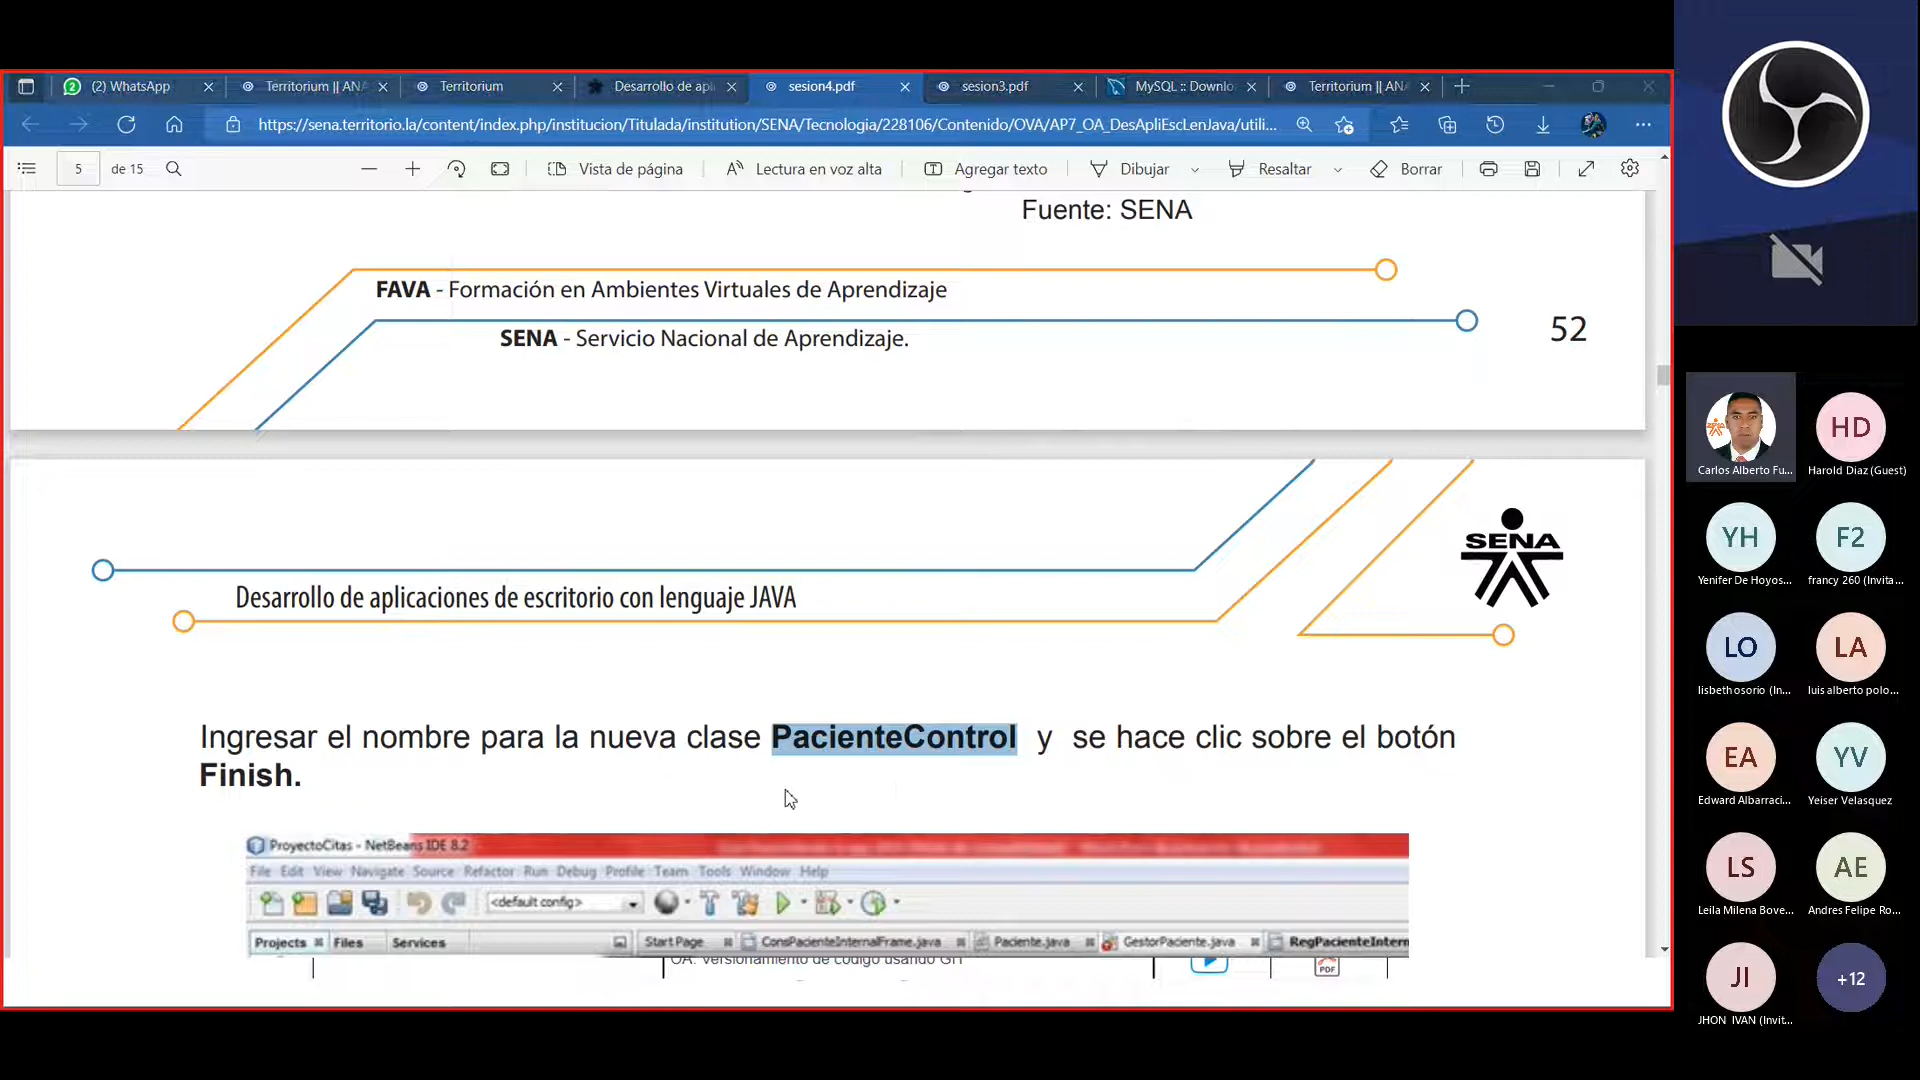 (2) WhatsApp
Territorium || ANA
Territorium
Desarrollo de apl
sesion4.pdf
sesion3.pdf
MySQL :: Downlo
Territorium || ANA
https://sena.territorio.la/content/index.php/institucion/Titulada/institution/SENA/Tecnologia/228106/Contenido/OVA/AP7_OA_DesApliEscLenJava/utili...
5 de 15
Vista de página
Lectura en voz alta
Agregar texto
Dibujar
Resaltar
Borrar
Fuente: SENA
FAVA - Formación en Ambientes Virtuales de Aprendizaje
SENA - Servicio Nacional de Aprendizaje.
52
SENA
Desarrollo de aplicaciones de escritorio con lenguaje JAVA
Ingresar el nombre para la nueva clase PacienteControl y se hace clic sobre el botón
Finish.
ProyectoCitas - NetBeans IDE 8.2
File Edit View Navigate Source Refactor Run Debug Profile Team Tools Window Help
<default config>
Projects Files Services
Start Page
ConsPacienteInternalFrame.java
Paciente.java
GestorPaciente.java
RegPacienteIntern
OA: Versionamiento de código usando GIT
PDF
Carlos Alberto Fu...
HD
Harold Diaz (Guest)
YH
Yenifer De Hoyos...
F2
francy 260 (Invita...
LO
lisbeth osorio (In...
LA
luis alberto polo...
EA
Edward Albarraci...
YV
Yeiser Velasquez
LS
Leila Milena Bove...
AE
Andres Felipe Ro...
JI
JHON IVAN (Invit...
+12